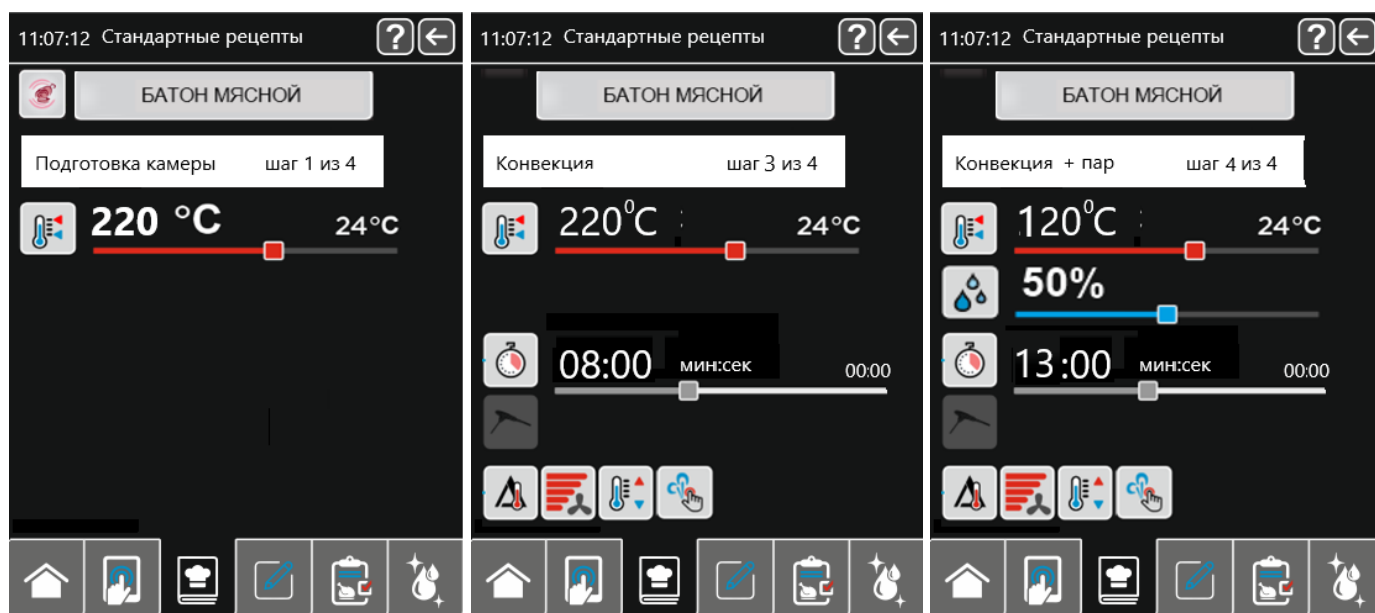 11:07:12 Стандартные рецепты ?
БАТОН МЯСНОЙ
Подготовка камеры шаг 1 из 4
220 °C 24°C
11:07:12 Стандартные рецепты ?
БАТОН МЯСНОЙ
Конвекция шаг 3 из 4
220°C 24°C
08:00 мин:сек 00:00
11:07:12 Стандартные рецепты ?
БАТОН МЯСНОЙ
Конвекция + пар шаг 4 из 4
120°C 24°C
50%
13:00 мин:сек 00:00